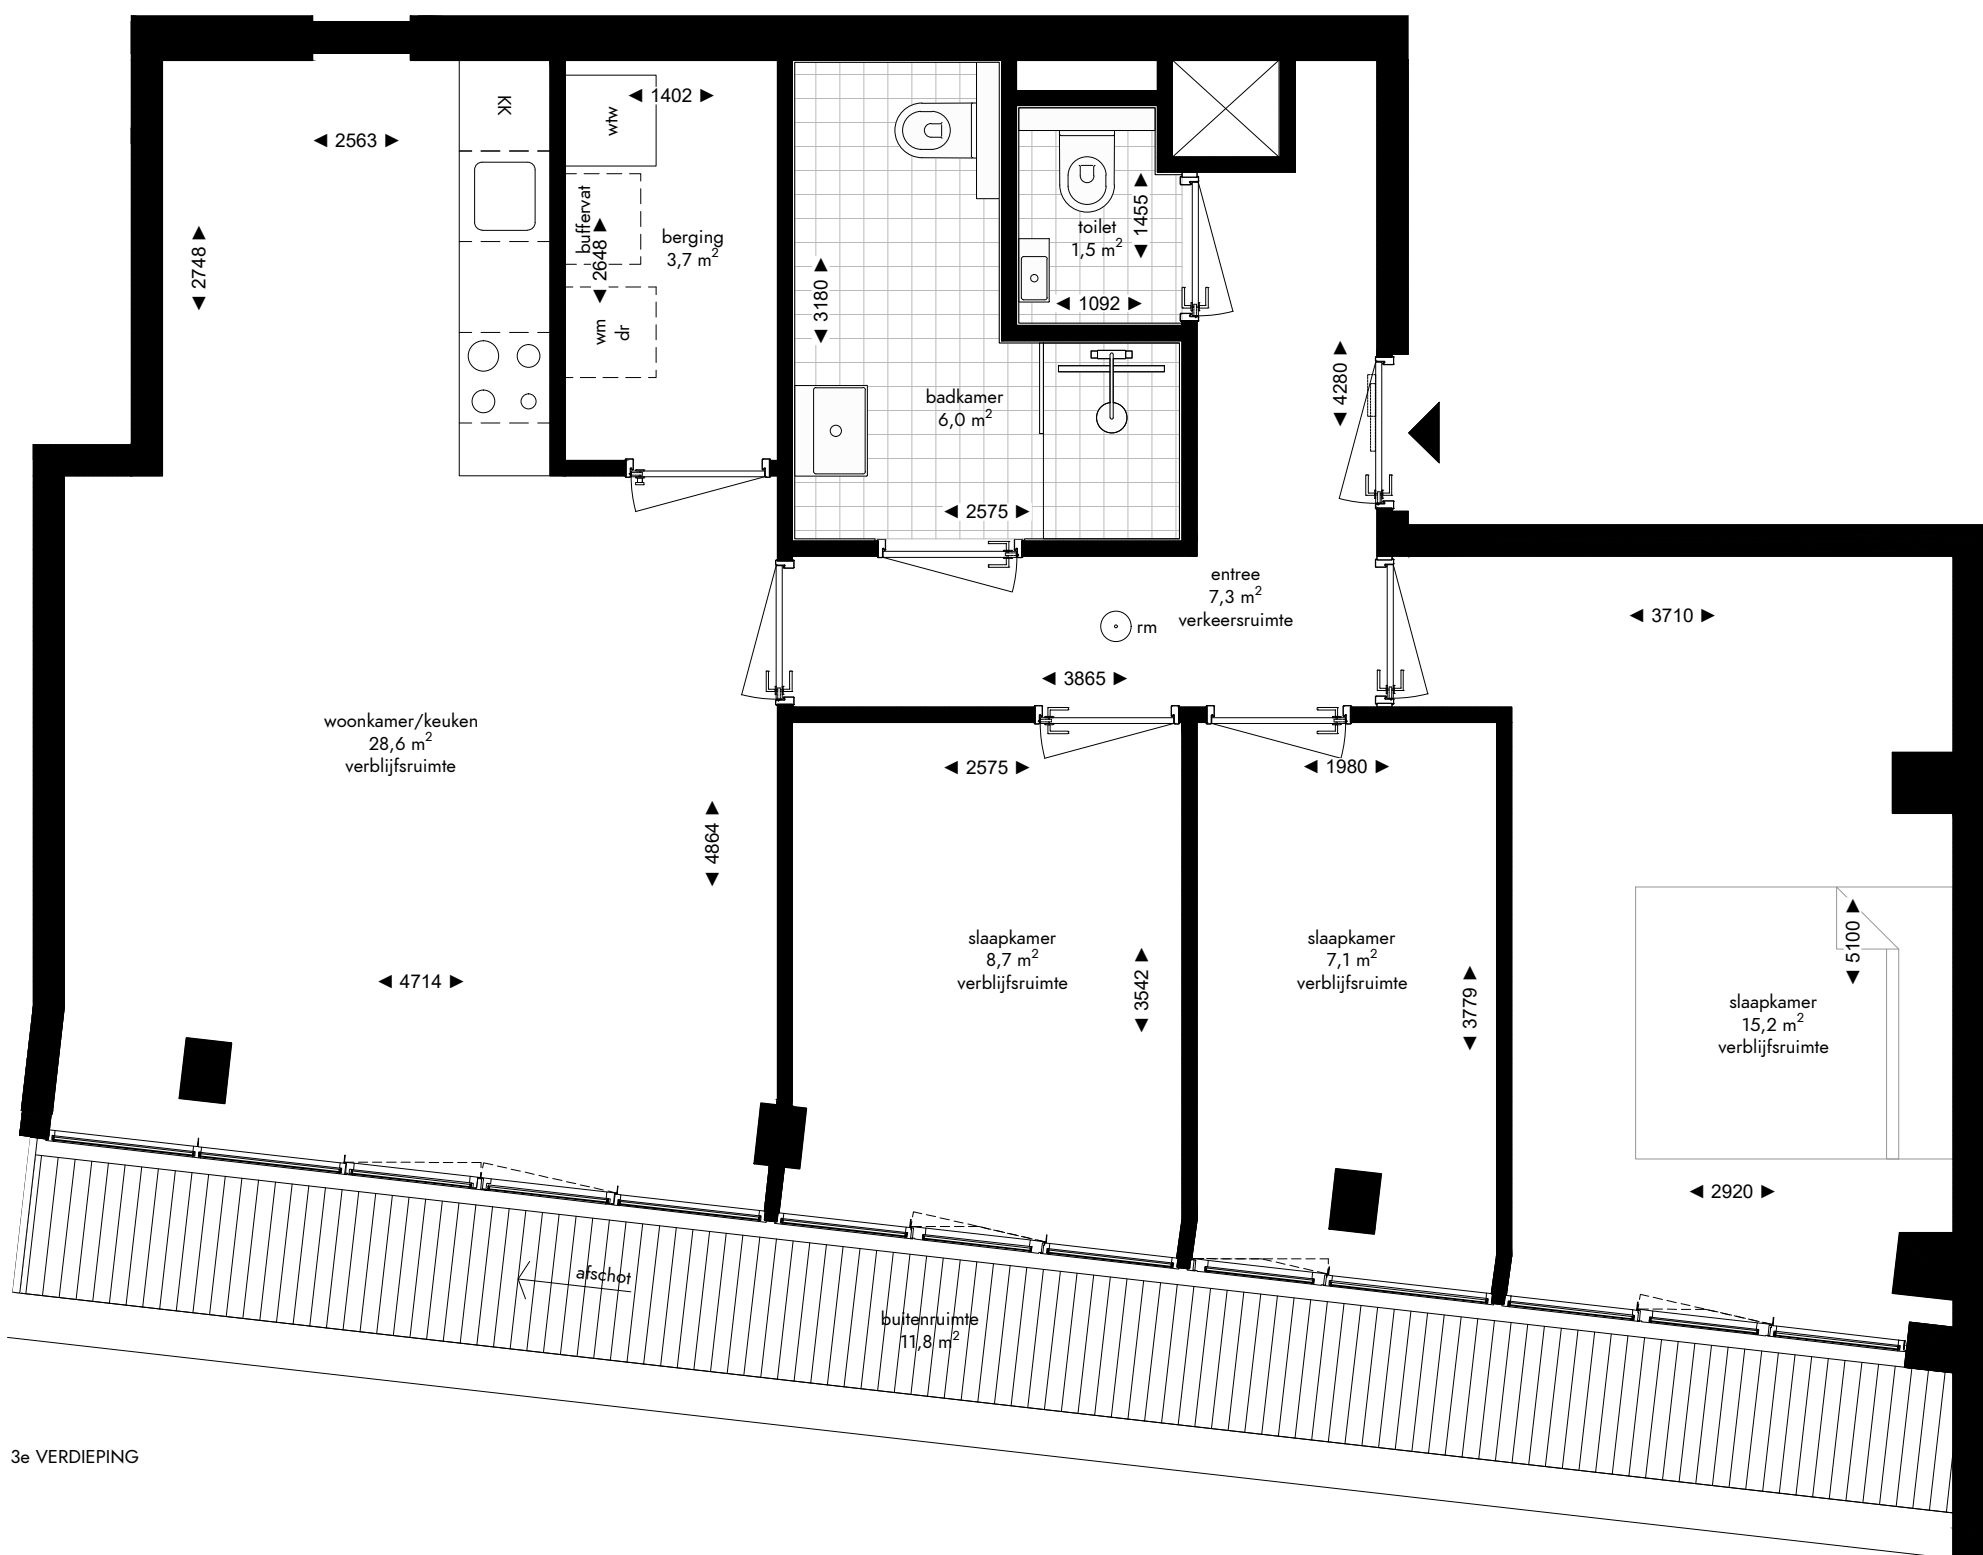 KK
wtw
◄ 1402 ►
◄ 2563 ►
buffervat
◄ 2648 ►
berging
3,7 m²
◄ 2748 ►
wm
dr
◄ 3180 ►
toilet
1,5 m²
◄ 1455 ►
◄ 1092 ►
◄ 4280 ►
badkamer
6,0 m²
◄ 2575 ►
entree
7,3 m²
verkeersruimte
rm
◄ 3865 ►
◄ 3710 ►
woonkamer/keuken
28,6 m²
verblijfsruimte
◄ 2575 ►
◄ 1980 ►
◄ 4864 ►
◄ 4714 ►
slaapkamer
8,7 m²
verblijfsruimte
◄ 3542 ►
slaapkamer
7,1 m²
verblijfsruimte
◄ 3779 ►
◄ 5100 ►
slaapkamer
15,2 m²
verblijfsruimte
◄ 2920 ►
afschot
buitenruimte
11,8 m²
3e VERDIEPING